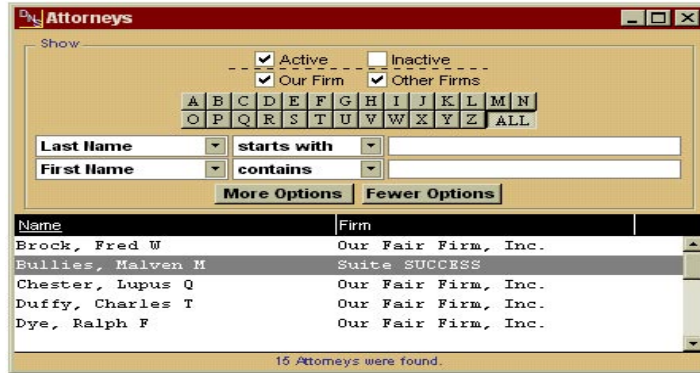 DNS Attorneys
Show
Active Inactive
Our Firm Other Firms
A B C D E F G H I J K L M N
O P Q R S T U V W X Y Z ALL
Last Name starts with
First Name contains
More Options Fewer Options
Name Firm
Brock, Fred W Our Fair Firm, Inc.
Bullies, Malven M Suite SUCCESS
Chester, Lupus Q Our Fair Firm, Inc.
Duffy, Charles T Our Fair Firm, Inc.
Dye, Ralph F Our Fair Firm, Inc.
15 Attorneys were found.